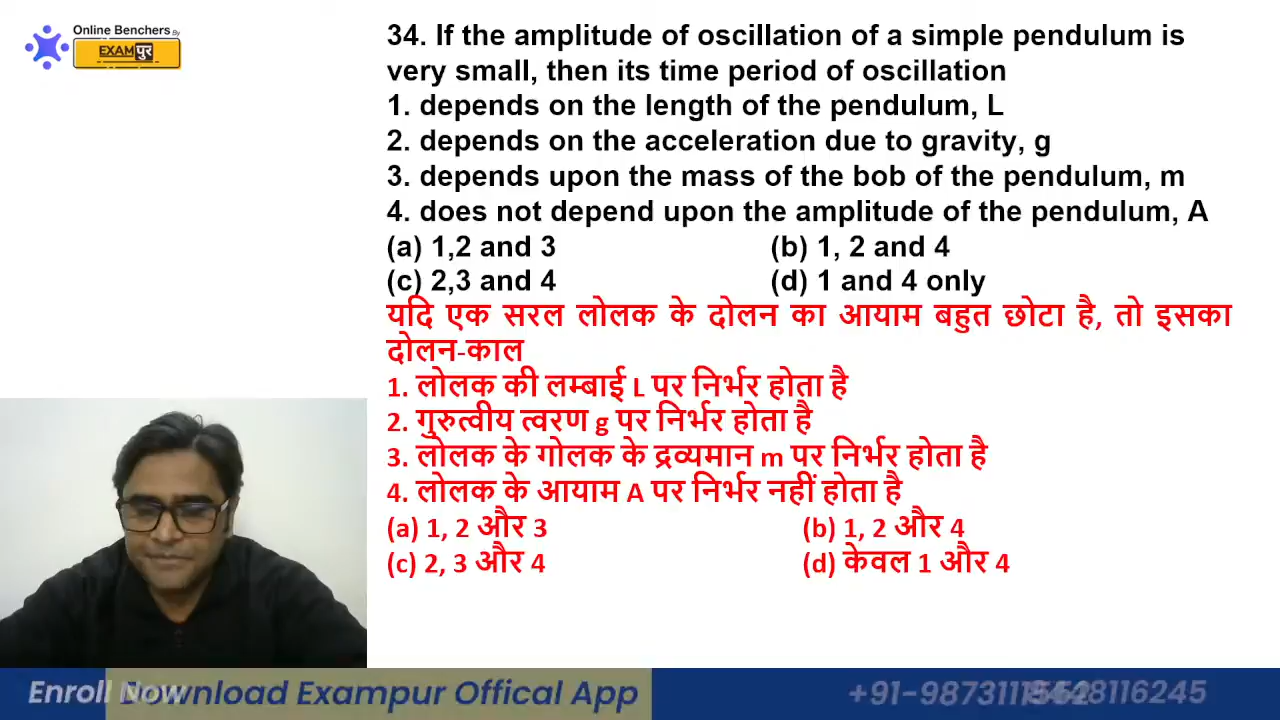 Online Benchers By
EXAMपुर
34. If the amplitude of oscillation of a simple pendulum is
very small, then its time period of oscillation
1. depends on the length of the pendulum, L
2. depends on the acceleration due to gravity, g
3. depends upon the mass of the bob of the pendulum, m
4. does not depend upon the amplitude of the pendulum, A
(a) 1,2 and 3 (b) 1, 2 and 4
(c) 2,3 and 4 (d) 1 and 4 only
यदि एक सरल लोलक के दोलन का आयाम बहुत छोटा है, तो इसका
दोलन-काल
1. लोलक की लम्बाई L पर निर्भर होता है
2. गुरुत्वीय त्वरण g पर निर्भर होता है
3. लोलक के गोलक के द्रव्यमान m पर निर्भर होता है
4. लोलक के आयाम A पर निर्भर नहीं होता है
(a) 1, 2 और 3 (b) 1, 2 और 4
(c) 2, 3 और 4 (d) केवल 1 और 4
Enroll Now Download Exampur Offical App